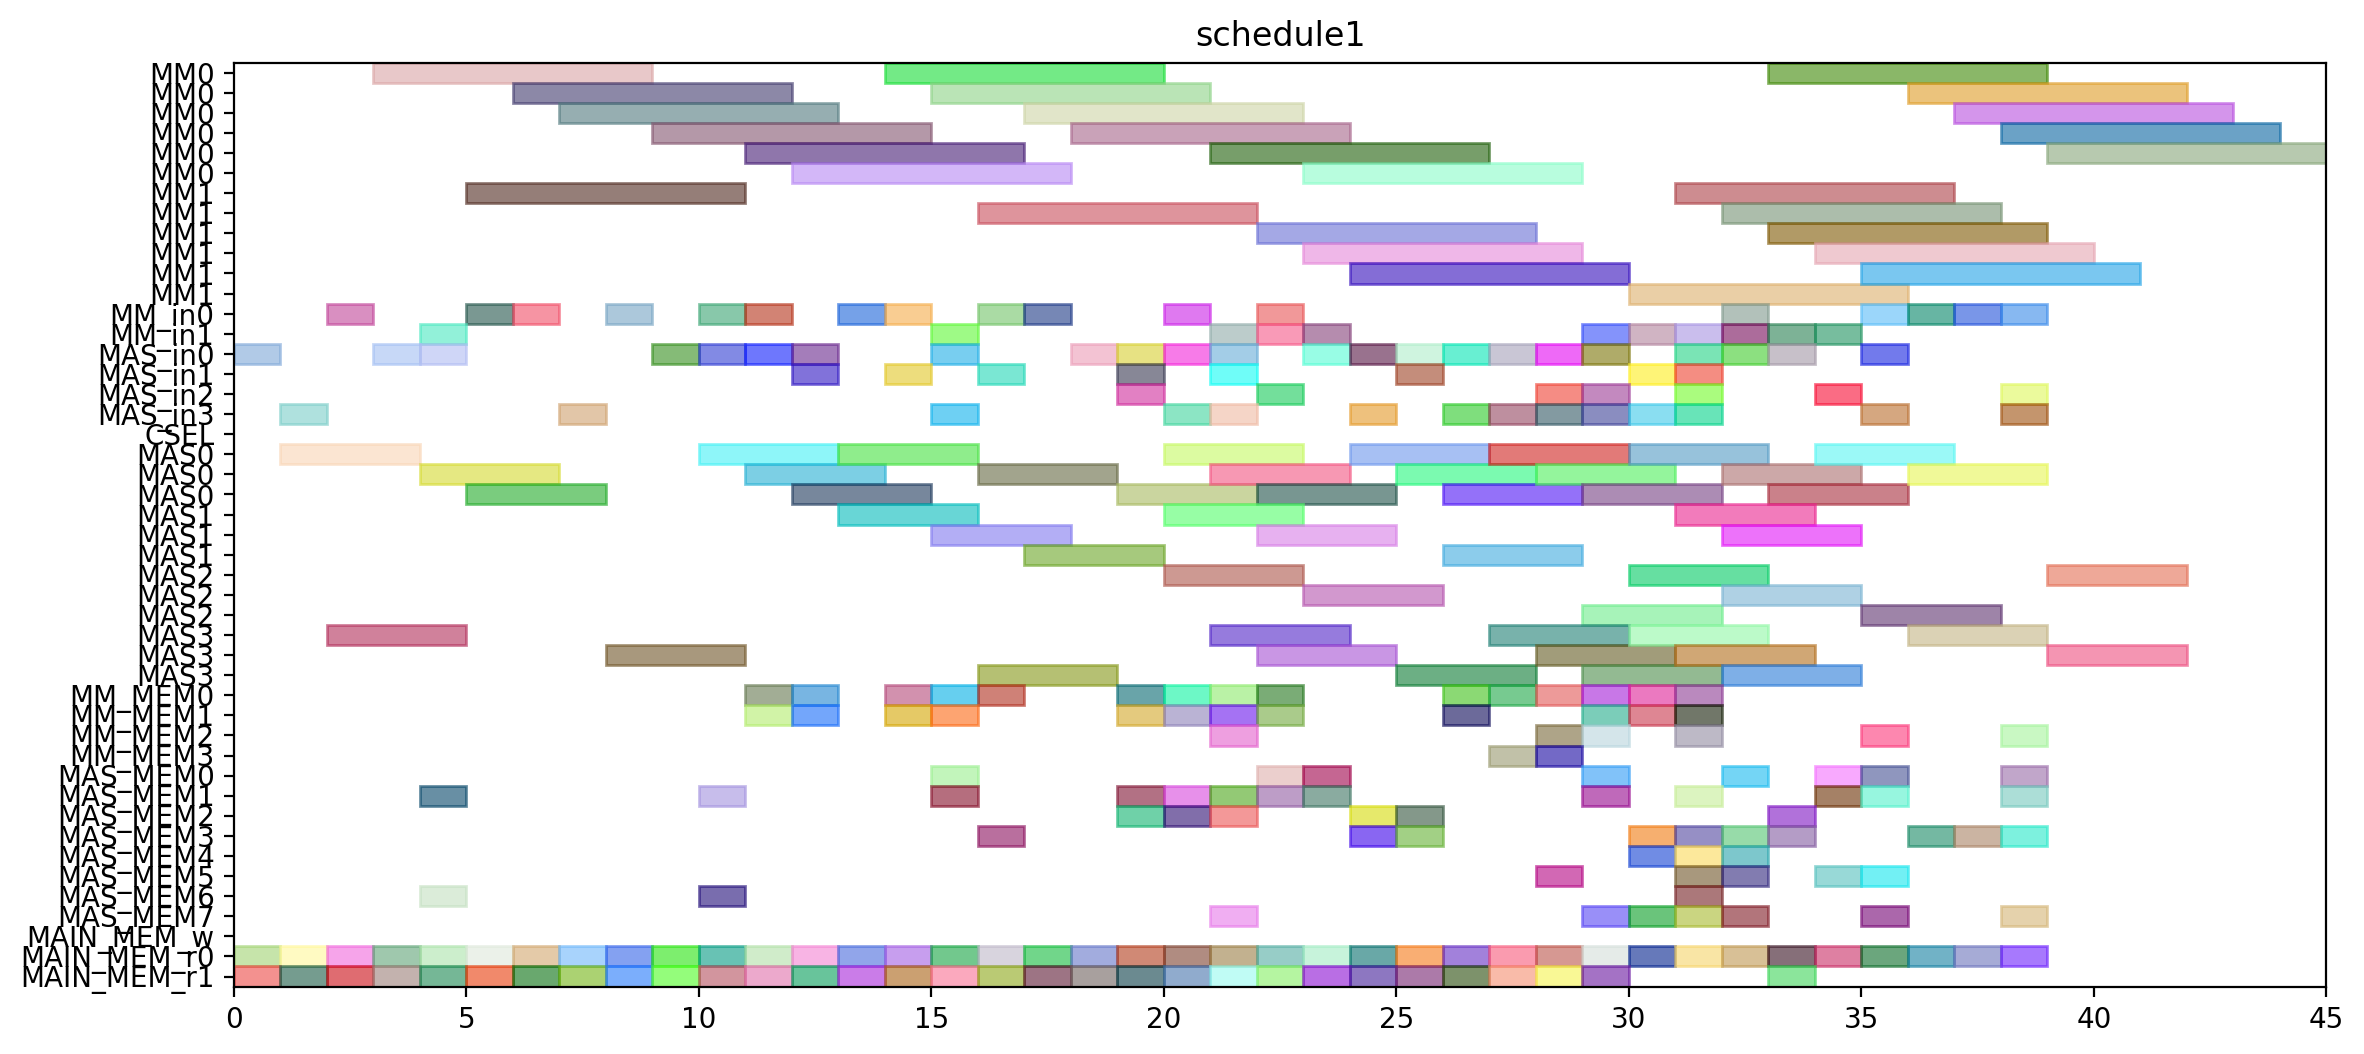 schedule1
MM0
MM0
MM0
MM0
MM0
MM0
MM1
MM1
MM1
MM1
MM1
MM1
MM_in0
MM_in1
MAS_in0
MAS_in1
MAS_in2
MAS_in3
CSEL
MAS0
MAS0
MAS0
MAS1
MAS1
MAS1
MAS2
MAS2
MAS2
MAS3
MAS3
MAS3
MM_MEM0
MM_MEM1
MM_MEM2
MM_MEM3
MAS_MEM0
MAS_MEM1
MAS_MEM2
MAS_MEM3
MAS_MEM4
MAS_MEM5
MAS_MEM6
MAS_MEM7
MAIN_MEM_w
MAIN_MEM_r0
MAIN_MEM_r1
0 5 10 15 20 25 30 35 40 45